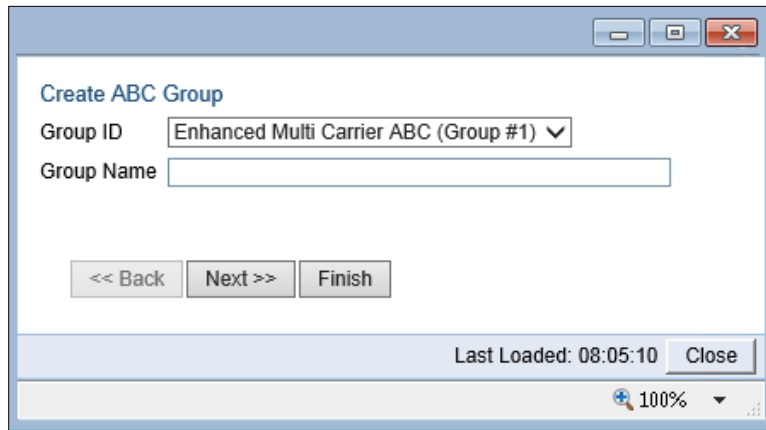 Create ABC Group
Group ID Enhanced Multi Carrier ABC (Group #1)
Group Name
<< Back Next >> Finish
Last Loaded: 08:05:10 Close
100%